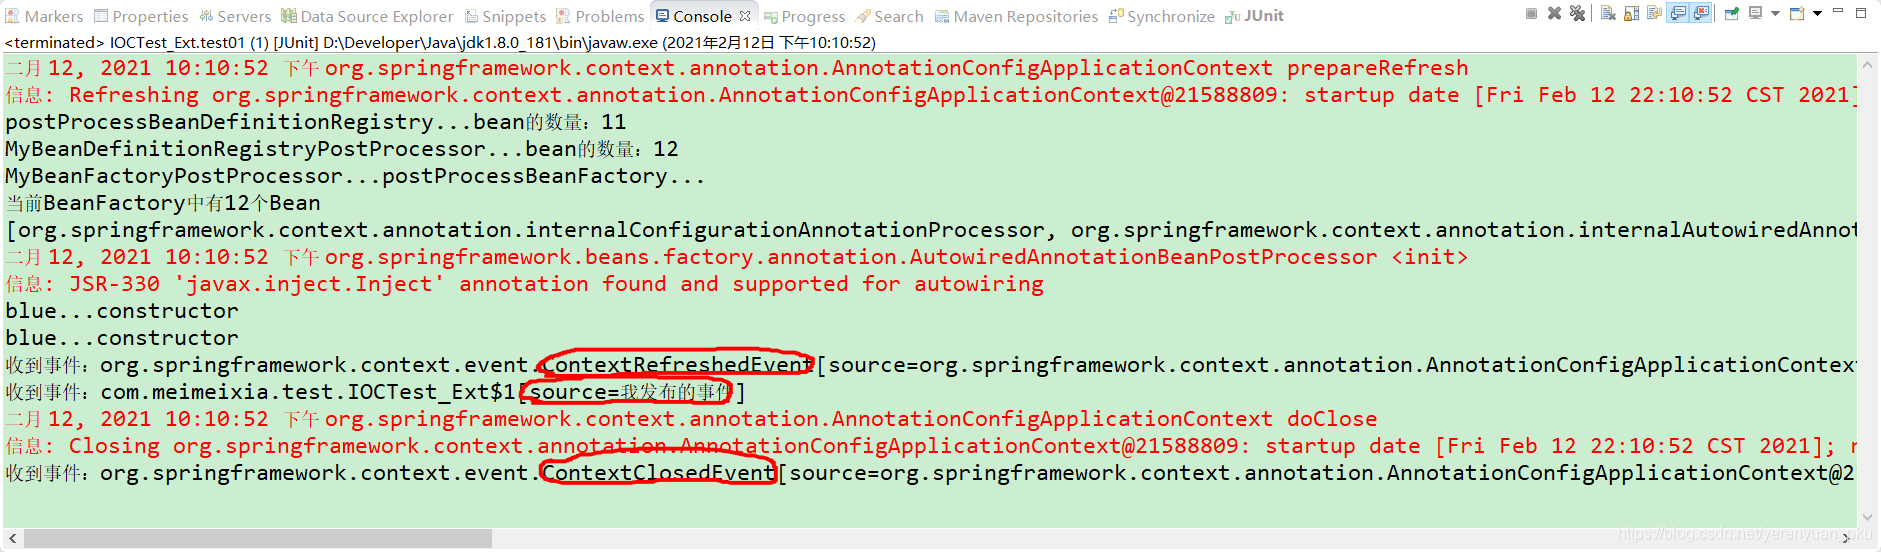 Markers Properties Servers Data Source Explorer Snippets Problems Console Progress Search Maven Repositories Synchronize JUnit
<terminated> IOCTest_Ext.test01 (1) [JUnit] D:\Developer\Java\jdk1.8.0_181\bin\javaw.exe (2021年2月12日 下午10:10:52)
二月 12, 2021 10:10:52 下午 org.springframework.context.annotation.AnnotationConfigApplicationContext prepareRefresh
信息: Refreshing org.springframework.context.annotation.AnnotationConfigApplicationContext@21588809: startup date [Fri Feb 12 22:10:52 CST 2021]
postProcessBeanDefinitionRegistry...bean的数量：11
MyBeanDefinitionRegistryPostProcessor...bean的数量：12
MyBeanFactoryPostProcessor...postProcessBeanFactory...
当前BeanFactory中有12个Bean
[org.springframework.context.annotation.internalConfigurationAnnotationProcessor, org.springframework.context.annotation.internalAutowiredAnnot
二月 12, 2021 10:10:52 下午 org.springframework.beans.factory.annotation.AutowiredAnnotationBeanPostProcessor <init>
信息: JSR-330 'javax.inject.Inject' annotation found and supported for autowiring
blue...constructor
blue...constructor
收到事件：org.springframework.context.event.ContextRefreshedEvent[source=org.springframework.context.annotation.AnnotationConfigApplicationContex
收到事件：com.meimeixia.test.IOCTest_Ext$1[source=我发布的事件]
二月 12, 2021 10:10:52 下午 org.springframework.context.annotation.AnnotationConfigApplicationContext doClose
信息: Closing org.springframework.context.annotation.AnnotationConfigApplicationContext@21588809: startup date [Fri Feb 12 22:10:52 CST 2021]; r
收到事件：org.springframework.context.event.ContextClosedEvent[source=org.springframework.context.annotation.AnnotationConfigApplicationContext@2
https://blog.csdn.net/yerenyuan_pku